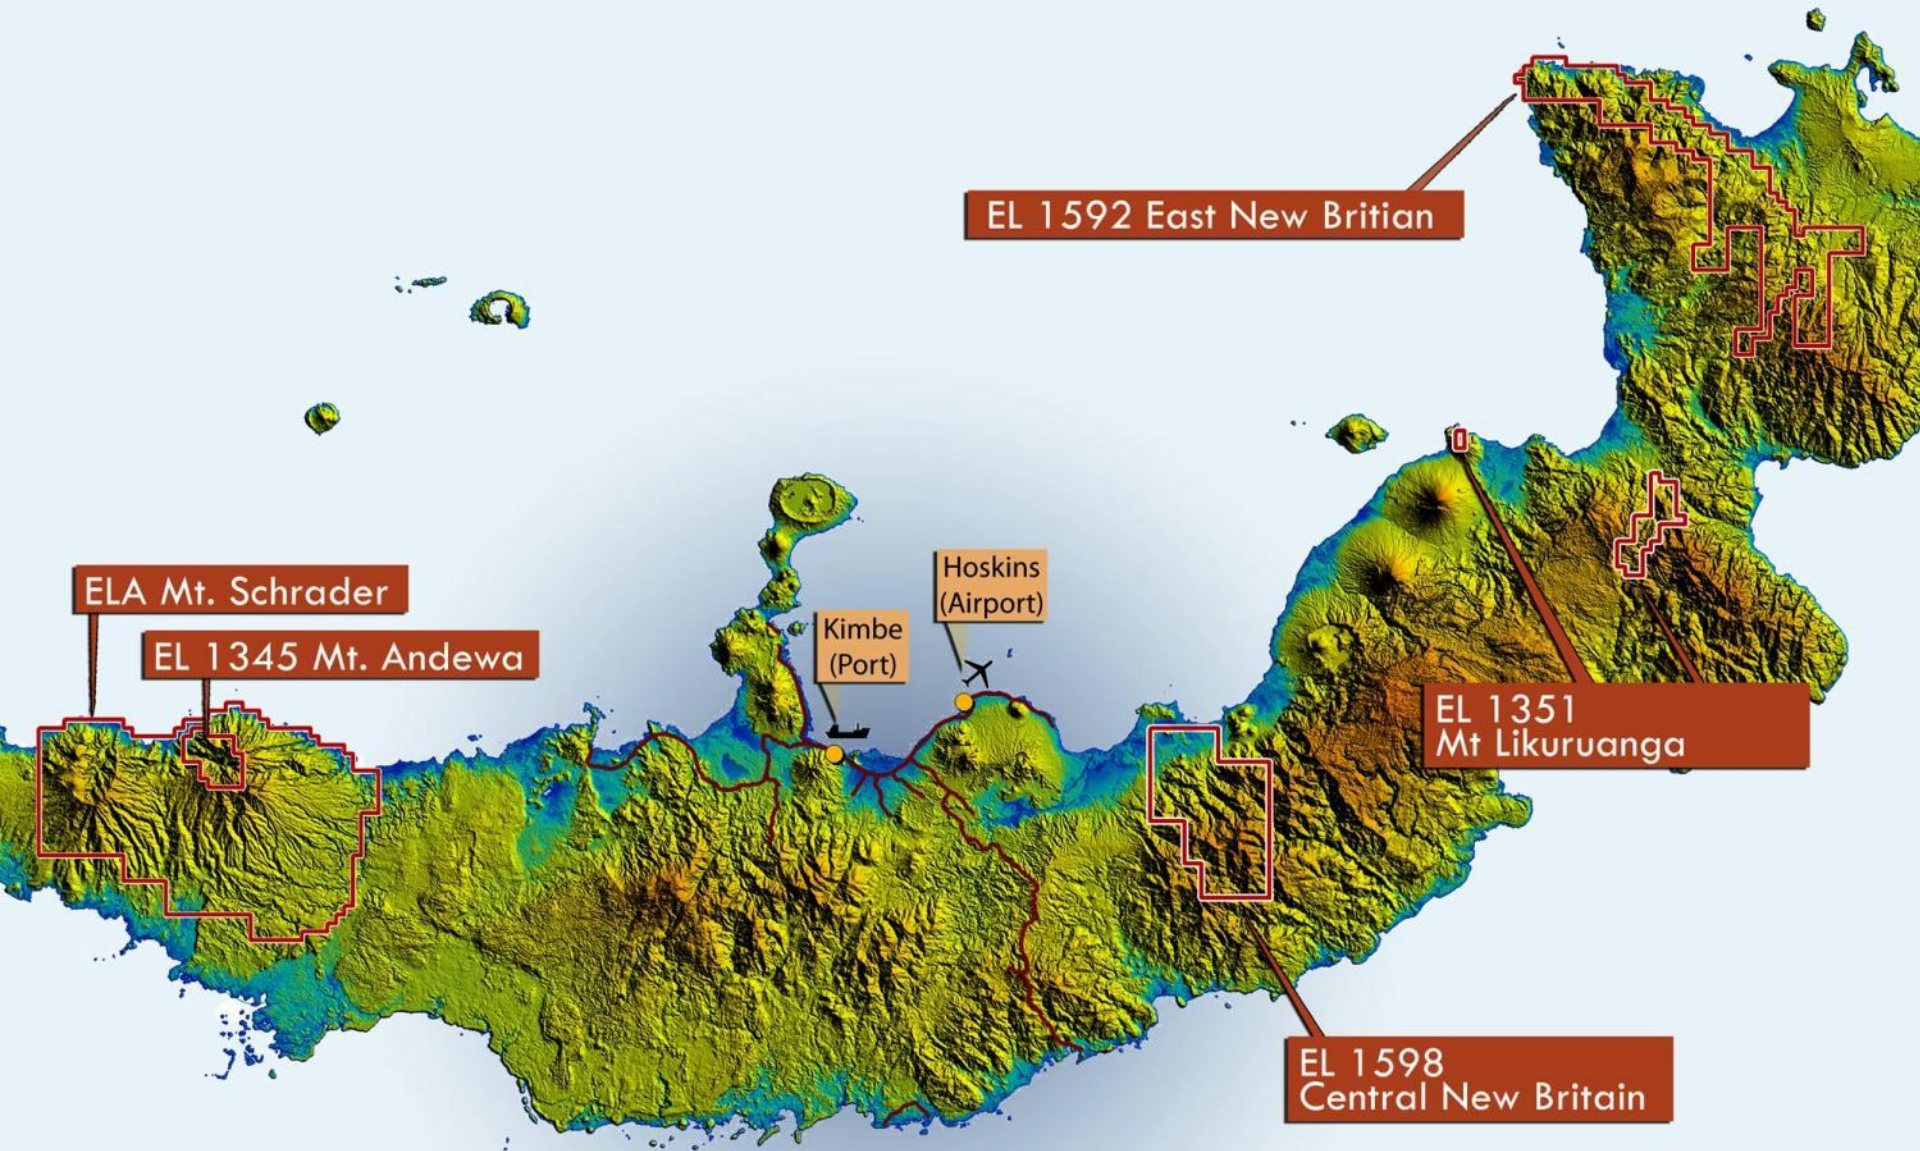 EL 1592 East New Britian
Hoskins
(Airport)
ELA Mt. Schrader
Kimbe
(Port)
EL 1345 Mt. Andewa
EL 1351
Mt Likuruanga
EL 1598
Central New Britain